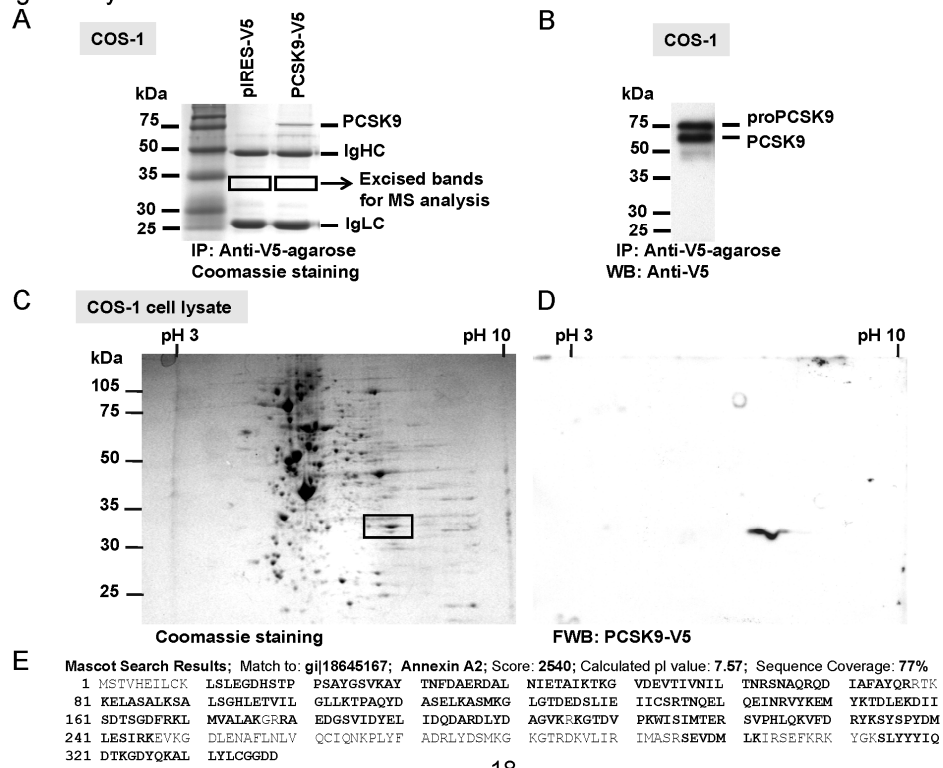 A
COS-1
pIRES-V5
PCSK9-V5
kDa
75
50
35
30
25
PCSK9
IgHC
Excised bands
for MS analysis
IgLC
IP: Anti-V5-agarose
Coomassie staining
B
COS-1
kDa
75
50
35
30
25
proPCSK9
PCSK9
IP: Anti-V5-agarose
WB: Anti-V5
C
COS-1 cell lysate
pH 3
pH 10
kDa
105
75
50
35
30
25
Coomassie staining
D
pH 3
pH 10
FWB: PCSK9-V5
E
Mascot Search Results; Match to: gi|18645167; Annexin A2; Score: 2540; Calculated pI value: 7.57; Sequence Coverage: 77%
1 MSTVHEILCK LSLEGDHSTP PSAYGSVKAY TNFDAERDAL NIETAIKTKG VDEVTIVNIL TNRSNAQRQD IAFAYQRRTK
81 KELASALKSA LSGHLETVIL GLLKTPAQYD ASELKASMKG LGTDEDSLIE IICSRTNQEL QEINRVYKEM YKTDLEKDII
161 SDTSGDFRKL MVALAKGRRA EDGSVIDYEL IDQDARDLYD AGVKRKGTDV PKWISIMTER SVPHLQKVFD RYKSYSPYDM
241 LESIRKEVKG DLENAFLNLV QCIQNKPLYF ADRLYDSMKG KGTRDKVLIR IMASRSEVDM LKIRSEFKRK YGKSLYYYIQ
321 DTKGDYQKAL LYLCGGDD
18